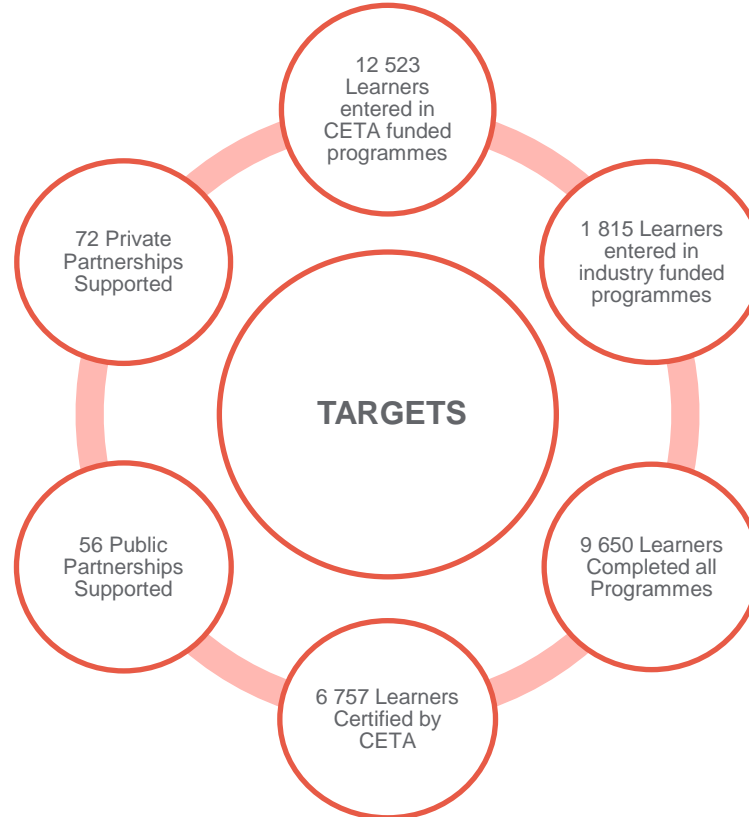 12 523
Learners
entered in
CETA funded
programmes
1 815 Learners
entered in
industry funded
programmes
9 650 Learners
Completed all
Programmes
6 757 Learners
Certified by
CETA
56 Public
Partnerships
Supported
72 Private
Partnerships
Supported
TARGETS